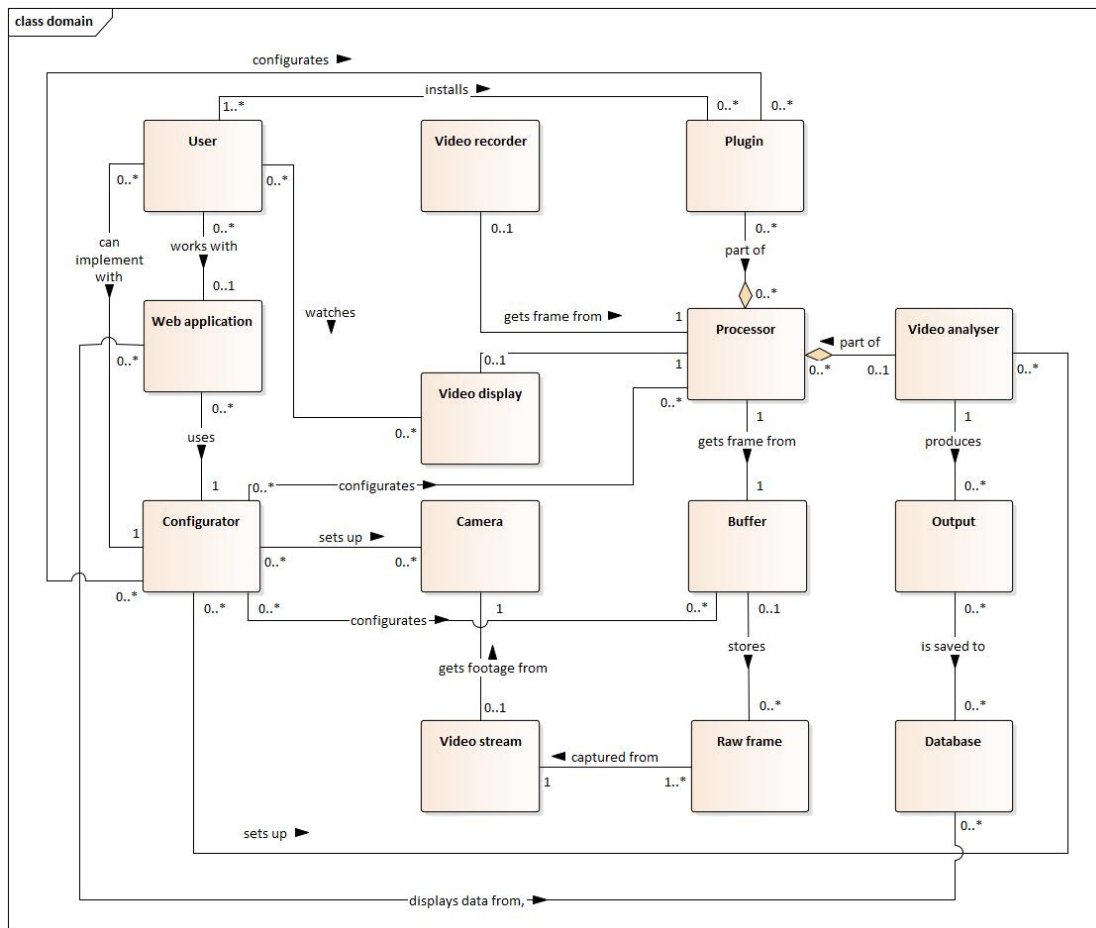 class domain
configurates
installs
1..*
0..*
0..*
User
Video recorder
Plugin
0..*
0..*
0..*
0..1
0..*
can
implement
with
works with
part of
0..1
0..*
watches
gets frame from
1
Web application
Processor
Video analyser
part of
0..*
0..1
1
0..*
0..1
0..*
Video display
0..*
0..*
0..*
1
1
uses
gets frame from
produces
1
0..*
configurates
1
0..*
Configurator
Camera
Buffer
Output
1
sets up
0..*
0..*
0..*
0..*
0..*
1
0..*
0..1
0..*
configurates
stores
is saved to
gets footage from
0..1
0..*
0..*
Video stream
Raw frame
Database
captured from
1
1..*
0..*
sets up
displays data from,